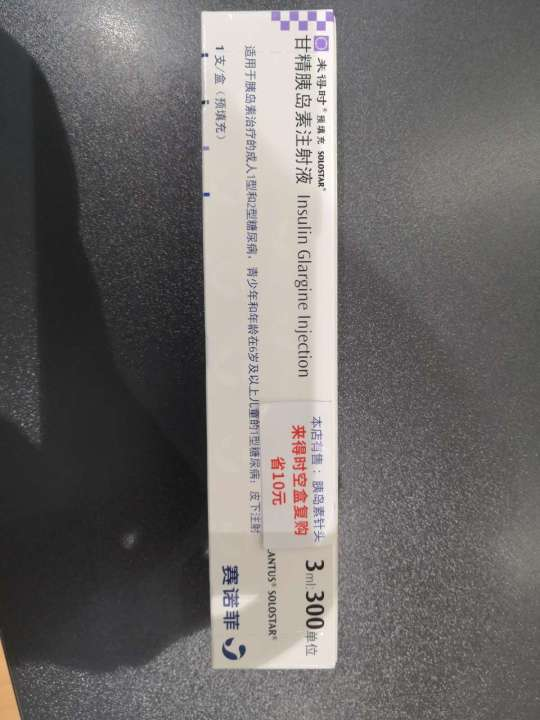 来得时® 预填充 SOLOSTAR®
甘精胰岛素注射液 Insulin Glargine Injection
3ml:300单位
适用于胰岛素治疗的成人1型和2型糖尿病，青少年和年龄在6岁及以上儿童的1型糖尿病；皮下注射
1支/盒（预填充）
本店有售：胰岛素针头
来得时空盒复购
省10元
ANTUS® SOLOSTAR®
赛诺菲